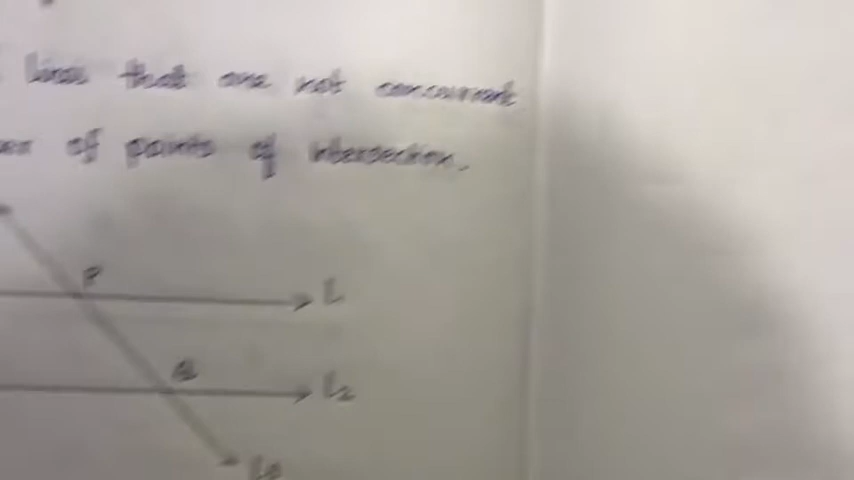 lines that are not concurrent
of points of intersection.
P
L
Q
L2